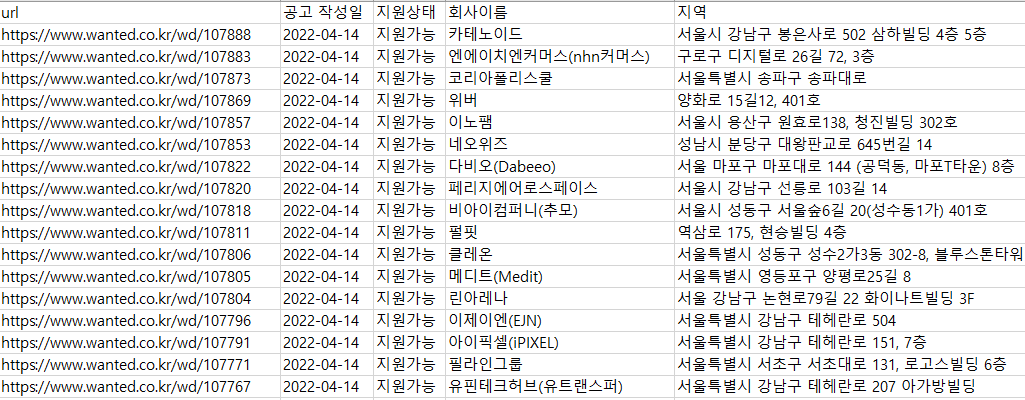 url 공고 작성일 지원상태 회사이름 지역
https://www.wanted.co.kr/wd/107888 2022-04-14 지원가능 카테노이드 서울시 강남구 봉은사로 502 삼하빌딩 4층 5층
https://www.wanted.co.kr/wd/107883 2022-04-14 지원가능 엔에이치엔커머스(nhn커머스) 구로구 디지털로 26길 72, 3층
https://www.wanted.co.kr/wd/107873 2022-04-14 지원가능 코리아폴리스쿨 서울특별시 송파구 송파대로
https://www.wanted.co.kr/wd/107869 2022-04-14 지원가능 위버 양화로 15길12, 401호
https://www.wanted.co.kr/wd/107857 2022-04-14 지원가능 이노팸 서울시 용산구 원효로138, 청진빌딩 302호
https://www.wanted.co.kr/wd/107853 2022-04-14 지원가능 네오위즈 성남시 분당구 대왕판교로 645번길 14
https://www.wanted.co.kr/wd/107822 2022-04-14 지원가능 다비오(Dabeeo) 서울 마포구 마포대로 144 (공덕동, 마포T타운) 8층
https://www.wanted.co.kr/wd/107820 2022-04-14 지원가능 페리지에어로스페이스 서울시 강남구 선릉로 103길 14
https://www.wanted.co.kr/wd/107818 2022-04-14 지원가능 비아이컴퍼니(추모) 서울시 성동구 서울숲6길 20(성수동1가) 401호
https://www.wanted.co.kr/wd/107811 2022-04-14 지원가능 펄핏 역삼로 175, 현승빌딩 4층
https://www.wanted.co.kr/wd/107806 2022-04-14 지원가능 클레온 서울특별시 성동구 성수2가3동 302-8, 블루스톤타워
https://www.wanted.co.kr/wd/107805 2022-04-14 지원가능 메디트(Medit) 서울특별시 영등포구 양평로25길 8
https://www.wanted.co.kr/wd/107804 2022-04-14 지원가능 린아레나 서울 강남구 논현로79길 22 화이나트빌딩 3F
https://www.wanted.co.kr/wd/107796 2022-04-14 지원가능 이제이엔(EJN) 서울특별시 강남구 테헤란로 504
https://www.wanted.co.kr/wd/107791 2022-04-14 지원가능 아이픽셀(iPIXEL) 서울특별시 강남구 테헤란로 151, 7층
https://www.wanted.co.kr/wd/107771 2022-04-14 지원가능 필라인그룹 서울특별시 서초구 서초대로 131, 로고스빌딩 6층
https://www.wanted.co.kr/wd/107767 2022-04-14 지원가능 유핀테크허브(유트랜스퍼) 서울특별시 강남구 테헤란로 207 아가방빌딩